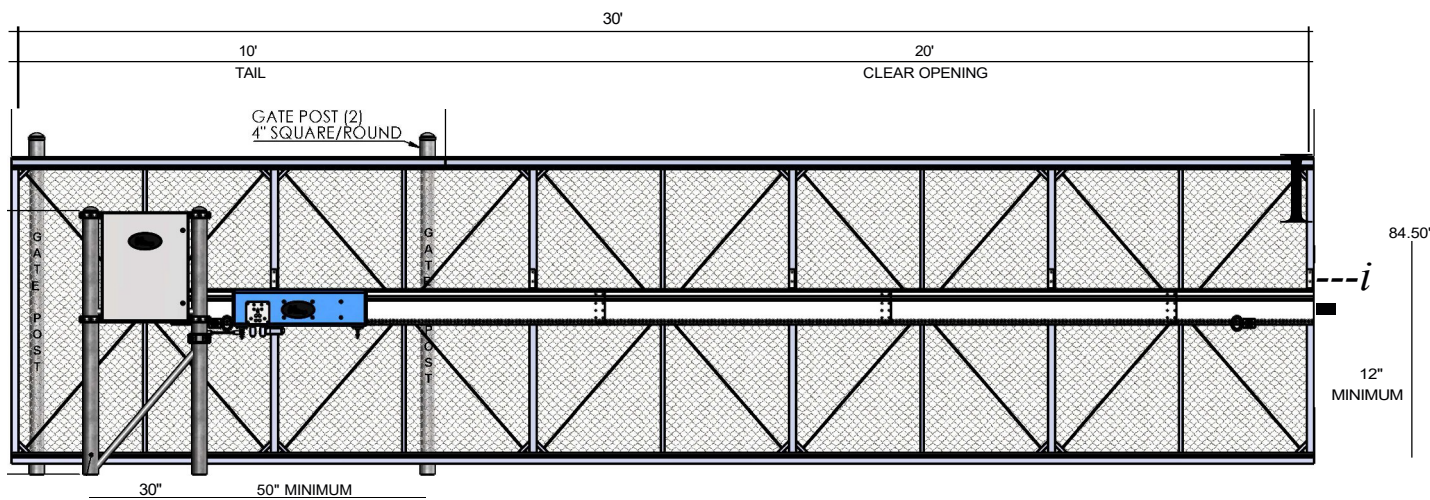 30'
10'
20'
TAIL
CLEAR OPENING
GATE POST (2)
4" SQUARE/ROUND
84.50'
GATE POST
GATE POST
i
12"
MINIMUM
30"
50" MINIMUM